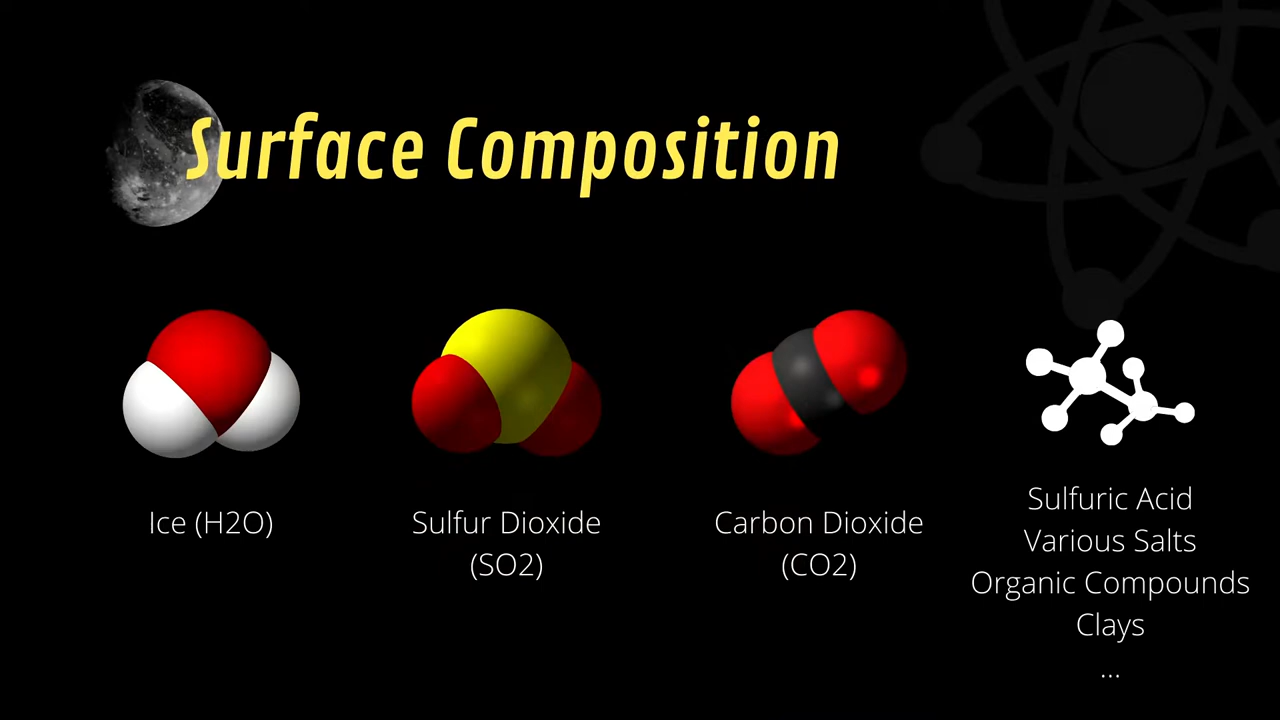 Surface Composition
Ice (H2O)
Sulfur Dioxide
(SO2)
Carbon Dioxide
(CO2)
Sulfuric Acid
Various Salts
Organic Compounds
Clays
...